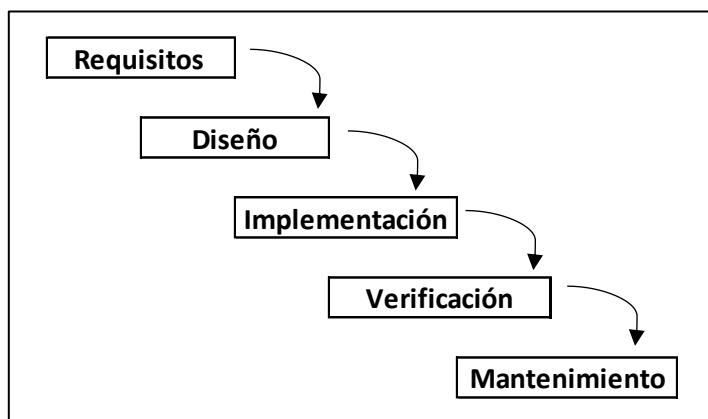 Requisitos
Diseño
Implementación
Verificación
Mantenimiento